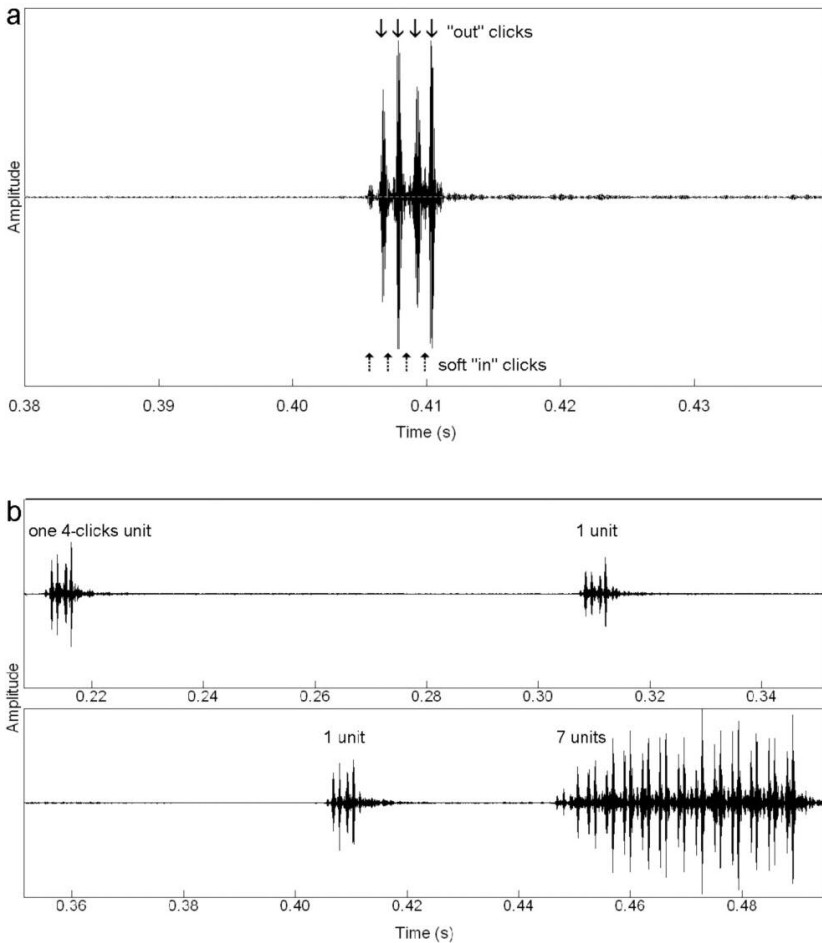 a
"out" clicks
Amplitude
soft "in" clicks
0.38 0.39 0.40 0.41 0.42 0.43
Time (s)
b
one 4-clicks unit 1 unit
0.22 0.24 0.26 0.28 0.30 0.32 0.34
Amplitude
1 unit 7 units
0.36 0.38 0.40 0.42 0.44 0.46 0.48
Time (s)